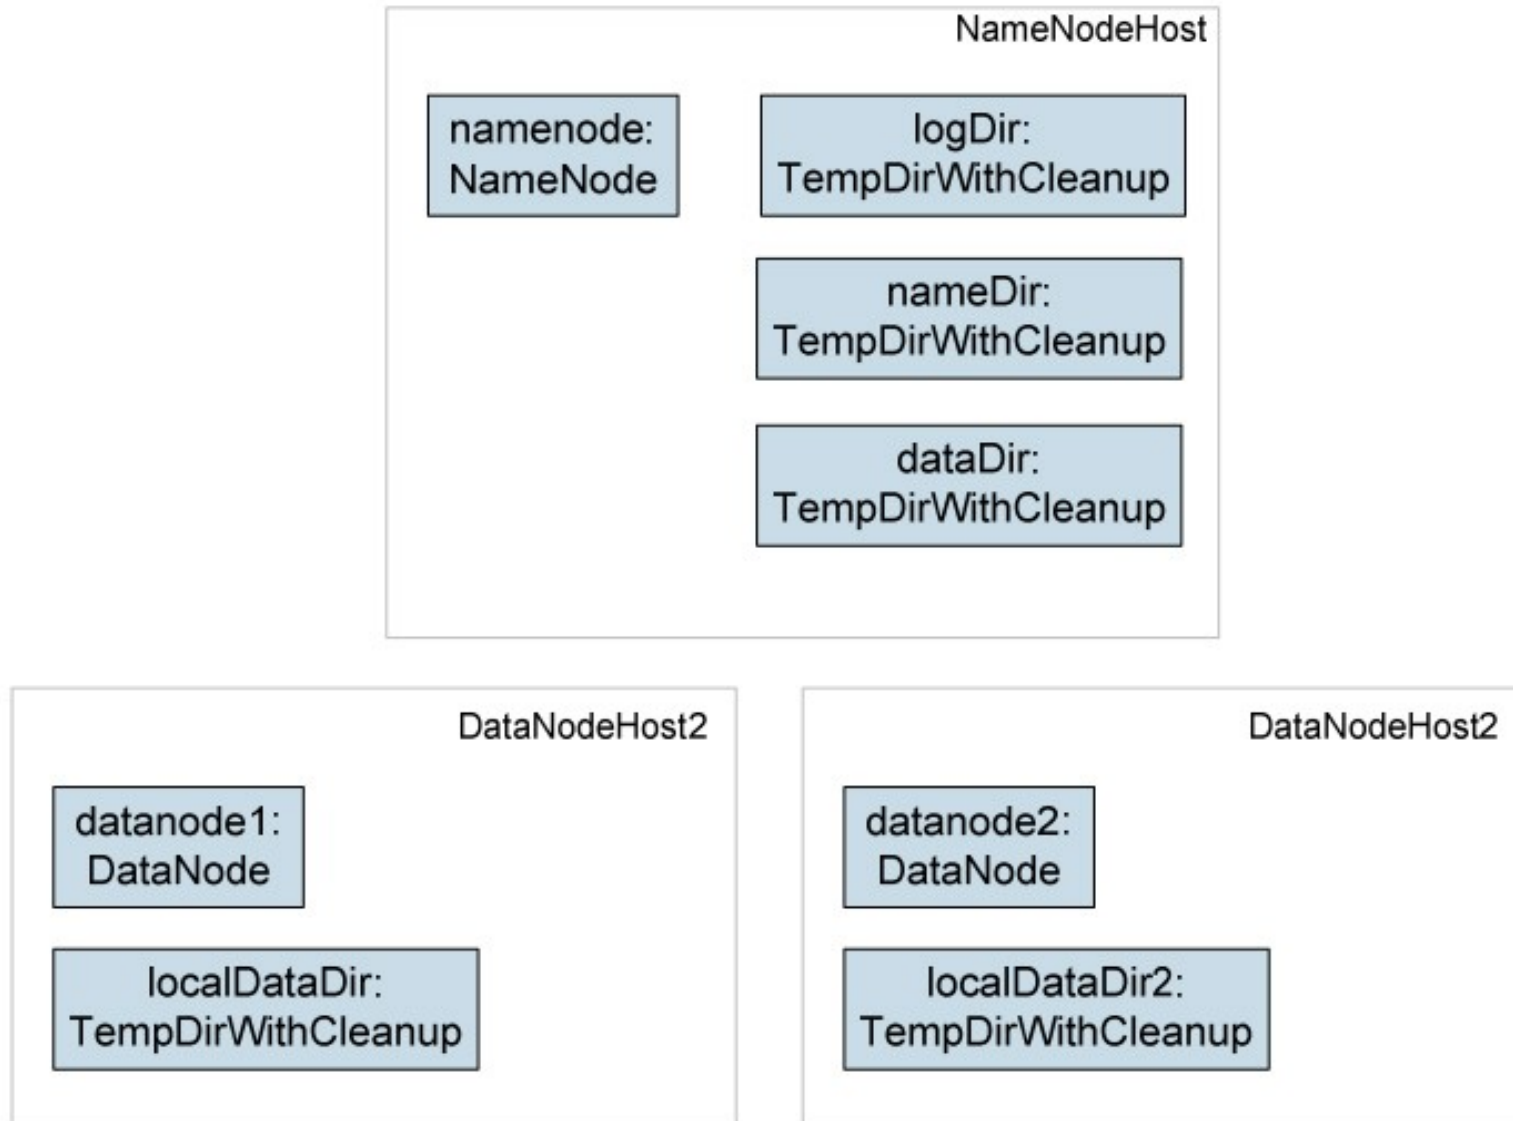 NameNodeHost
namenode:
NameNode
logDir:
TempDirWithCleanup
nameDir:
TempDirWithCleanup
dataDir:
TempDirWithCleanup
DataNodeHost2
datanode1:
DataNode
localDataDir:
TempDirWithCleanup
DataNodeHost2
datanode2:
DataNode
localDataDir2:
TempDirWithCleanup